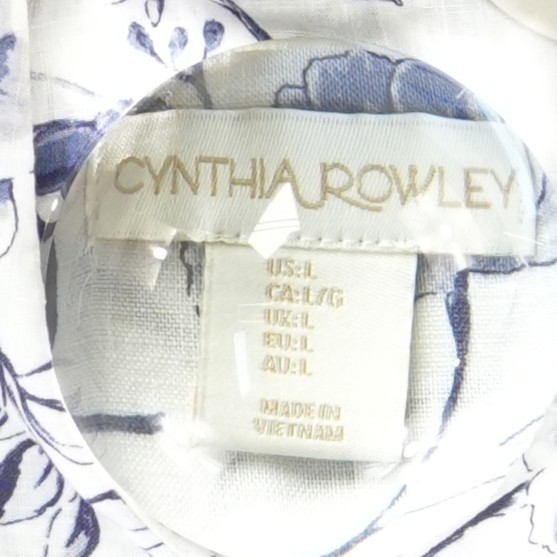 CYNTHIA ROWLEY
US:L
CA:L/G
UK:L
EU:L
AU:L
MADE IN
VIETNAM